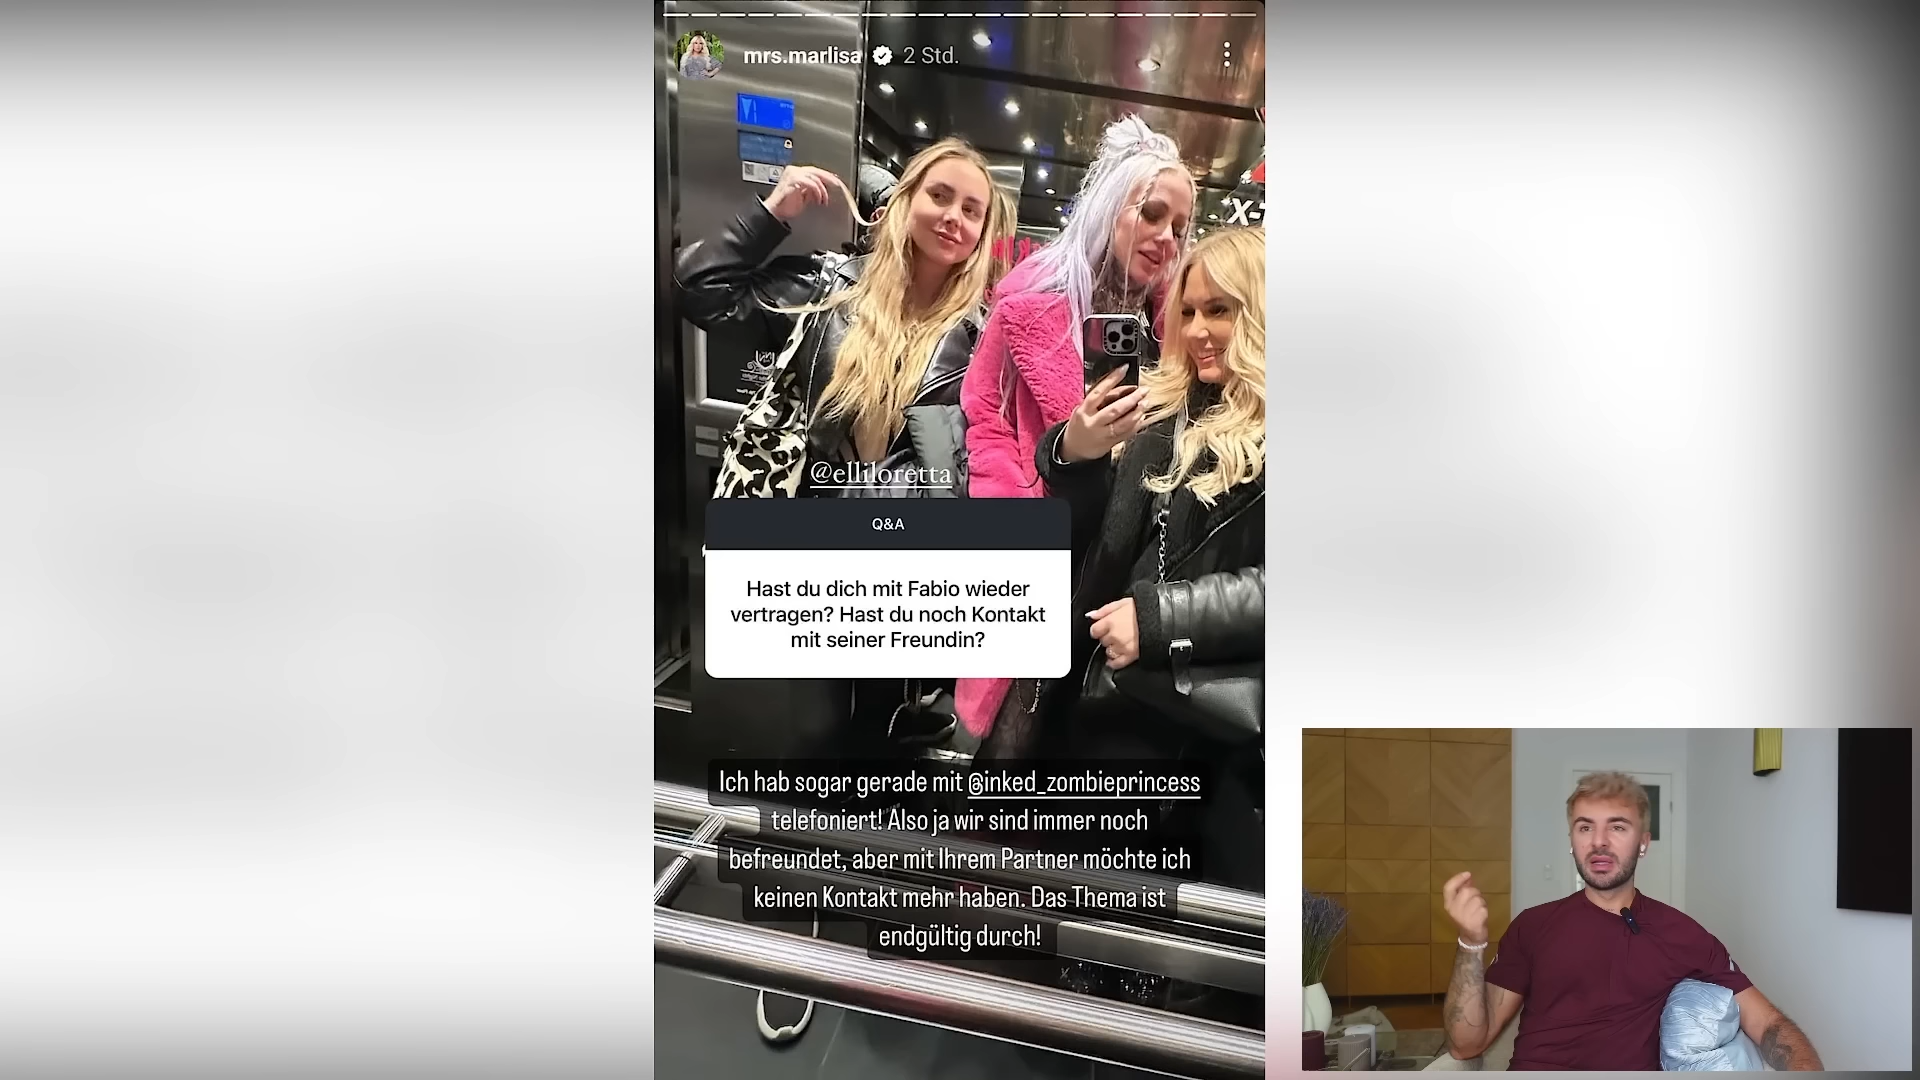 mrs.marlisa 2 Std.
X-
@elliloretta
Q&A
Hast du dich mit Fabio wieder
vertragen? Hast du noch Kontakt
mit seiner Freundin?
Ich hab sogar gerade mit @inked_zombieprincess
telefoniert! Also ja wir sind immer noch
befreundet, aber mit Ihrem Partner möchte ich
keinen Kontakt mehr haben. Das Thema ist
endgültig durch!